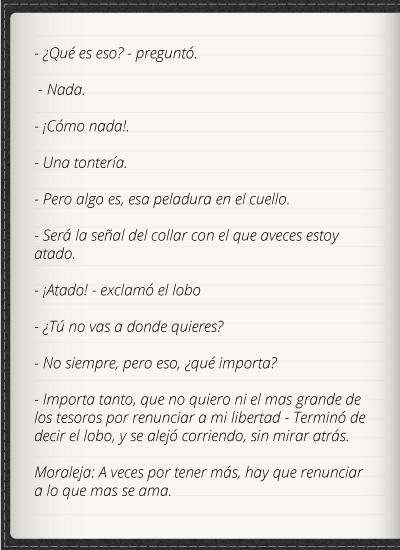 - ¿Qué es eso? - preguntó.
- Nada.
- ¡Cómo nada!.
- Una tontería.
- Pero algo es, esa peladura en el cuello.
- Será la señal del collar con el que aveces estoy
atado.
- ¡Atado! - exclamó el lobo
- ¿Tú no vas a donde quieres?
- No siempre, pero eso, ¿qué importa?
- Importa tanto, que no quiero ni el mas grande de
los tesoros por renunciar a mi libertad - Terminó de
decir el lobo, y se alejó corriendo, sin mirar atrás.
Moraleja: A veces por tener más, hay que renunciar
a lo que mas se ama.